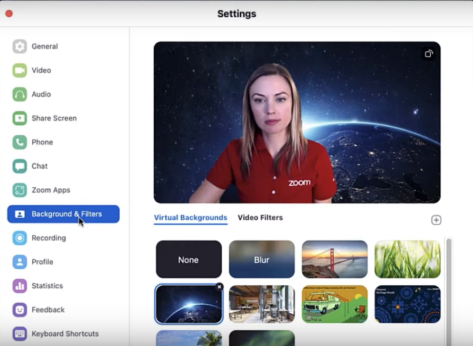 Settings
General
Video
Audio
Share Screen
Phone
Chat
Zoom Apps
Background & Filters
Recording
Profile
Statistics
Feedback
Keyboard Shortcuts
zoom
Virtual Backgrounds
Video Filters
None
Blur